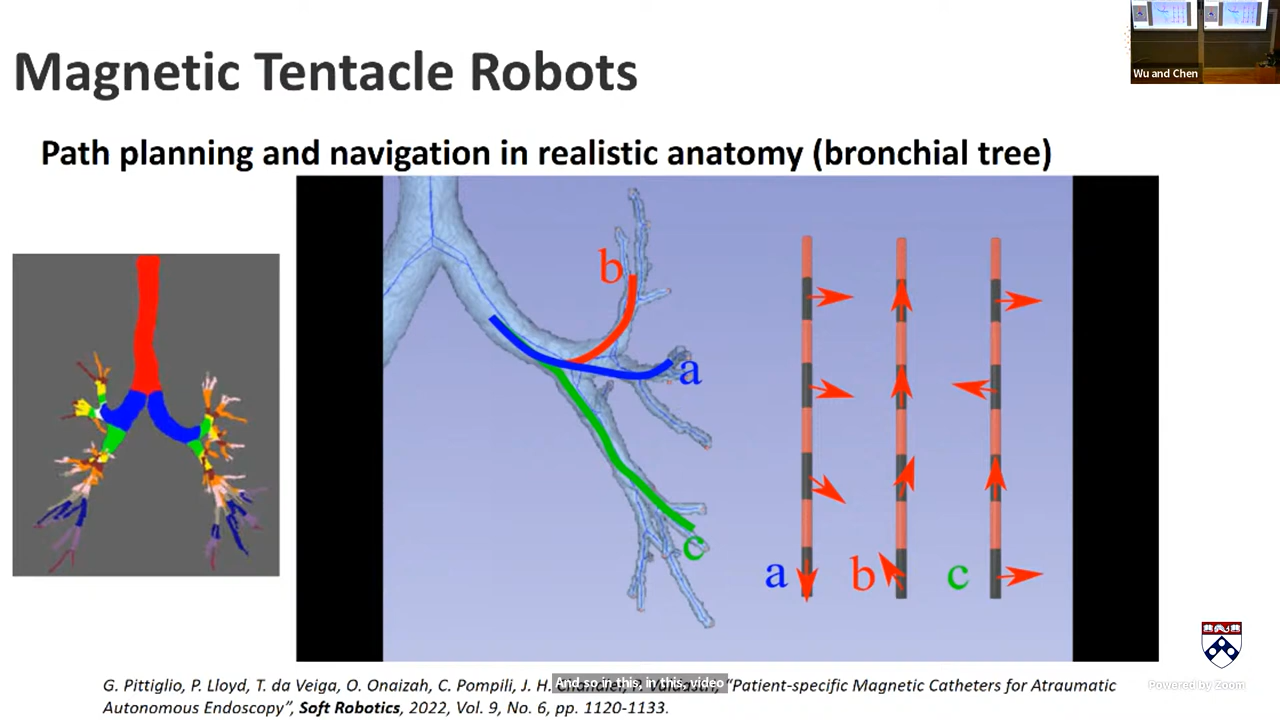 Magnetic Tentacle Robots
Wu and Chen
Path planning and navigation in realistic anatomy (bronchial tree)
b
a
c
a
b
c
G. Pittiglio, P. Lloyd, T. da Veiga, O. Onaizah, C. Pompili, J. H. "Patient-specific Magnetic Catheters for Atraumatic
And so in this, in this, video
Autonomous Endoscopy", Soft Robotics, 2022, Vol. 9, No. 6, pp. 1120-1133.
Powered by Zoom